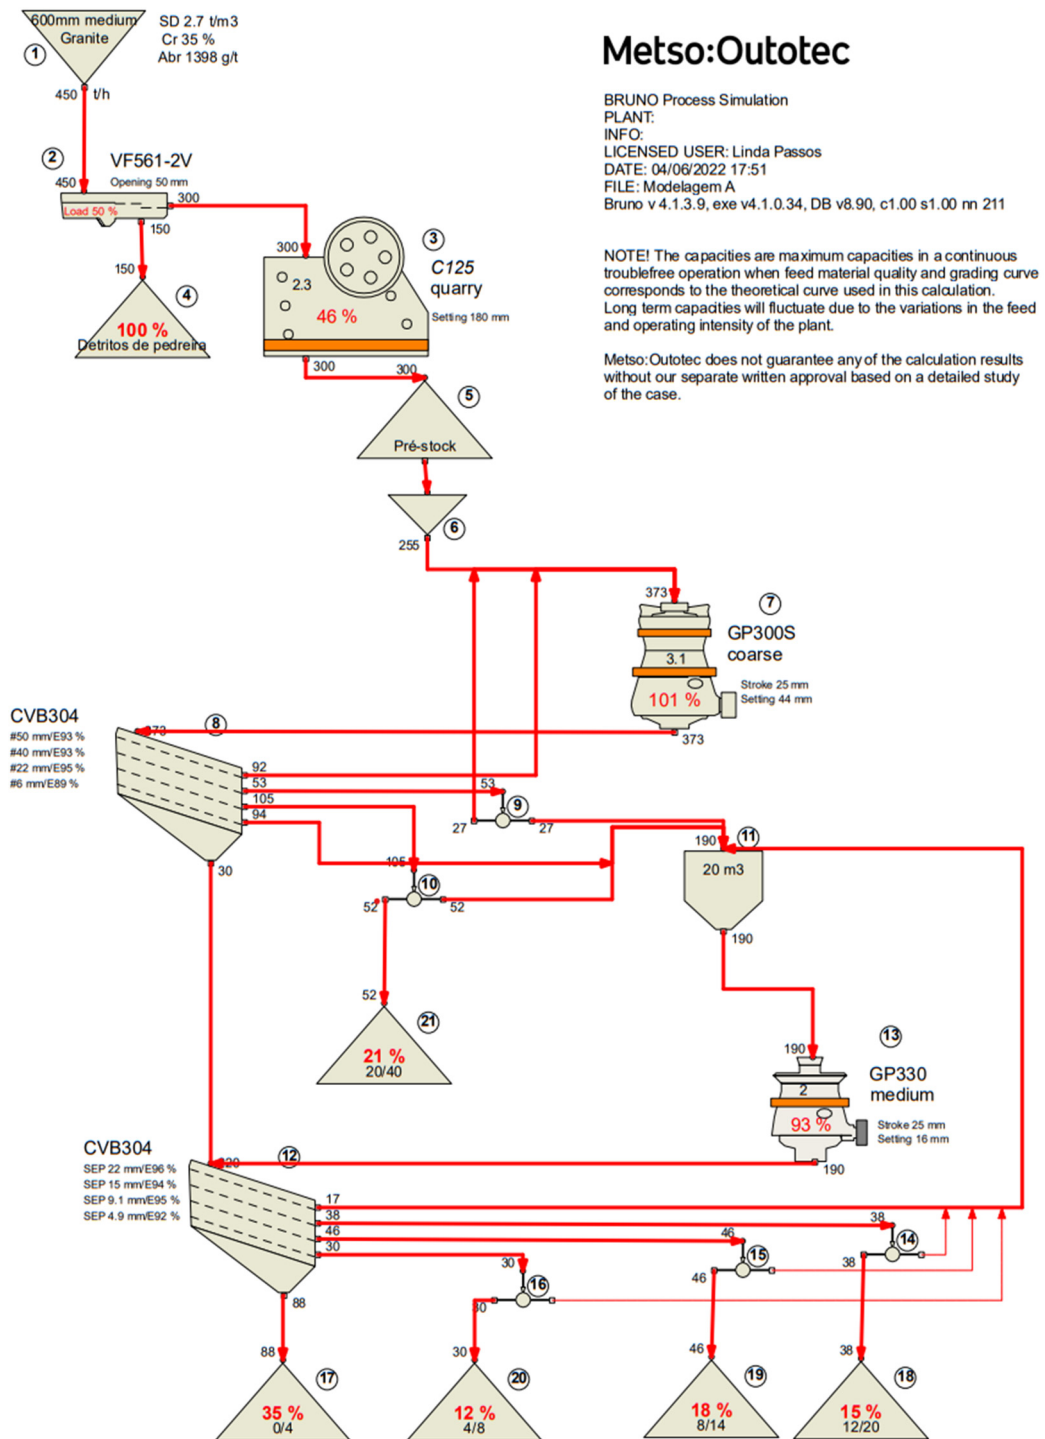 600mm medium
Granite
SD 2.7 t/m3
Cr 35 %
Abr 1398 g/t
1
450 t/h
Metso:Outotec
BRUNO Process Simulation
PLANT:
INFO:
LICENSED USER: Linda Passos
DATE: 04/06/2022 17:51
FILE: Modelagem A
Bruno v 4.1.3.9, exe v4.1.0.34, DB v8.90, c1.00 s1.00 nn 211
NOTE! The capacities are maximum capacities in a continuous
troublefree operation when feed material quality and grading curve
corresponds to the theoretical curve used in this calculation.
Long term capacities will fluctuate due to the variations in the feed
and operating intensity of the plant.
Metso:Outotec does not guarantee any of the calculation results
without our separate written approval based on a detailed study
of the case.
2
VF561-2V
Opening 50 mm
450
Load 50 %
300
150
150
4
100 %
Detritos de pedreira
300
2.3
46 %
3
C125
quarry
Setting 180 mm
300
300
5
Pré-stock
6
255
373
7
GP300S
coarse
3.1
101 %
Stroke 25 mm
Setting 44 mm
373
CVB304
#50 mm/E93 %
#40 mm/E93 %
#22 mm/E95 %
#6 mm/E89 %
373
8
92
53
105
94
30
53
9
27
27
105
10
52
52
190
11
20 m3
190
52
21
21 %
20/40
190
13
GP330
medium
2
93 %
Stroke 25 mm
Setting 16 mm
190
CVB304
SEP 22 mm/E96 %
SEP 15 mm/E94 %
SEP 9.1 mm/E95 %
SEP 4.9 mm/E92 %
12
17
38
46
30
88
38
14
38
46
15
46
30
16
30
88
17
35 %
0/4
30
20
12 %
4/8
46
19
18 %
8/14
38
18
15 %
12/20